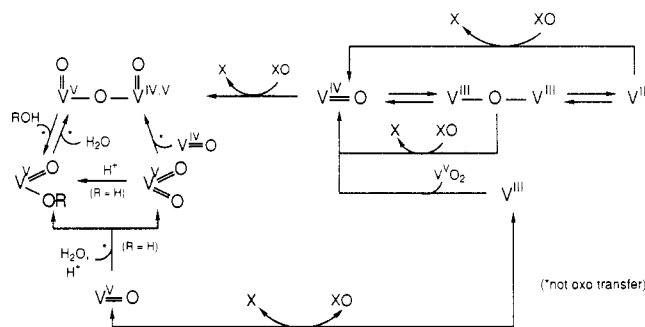 X XO
X XO
O O
V^V — O — V^IV,V
V^IV=O
V^III — O — V^III
V^II
ROH
*
*
H2O
*
V^IV=O
X XO
V^V O
OR
H^+
(R = H)
V^V O
O
V^VO2
V^III
H2O,
H^+
*
(R = H)
V^V=O
X XO
(*not oxo transfer)